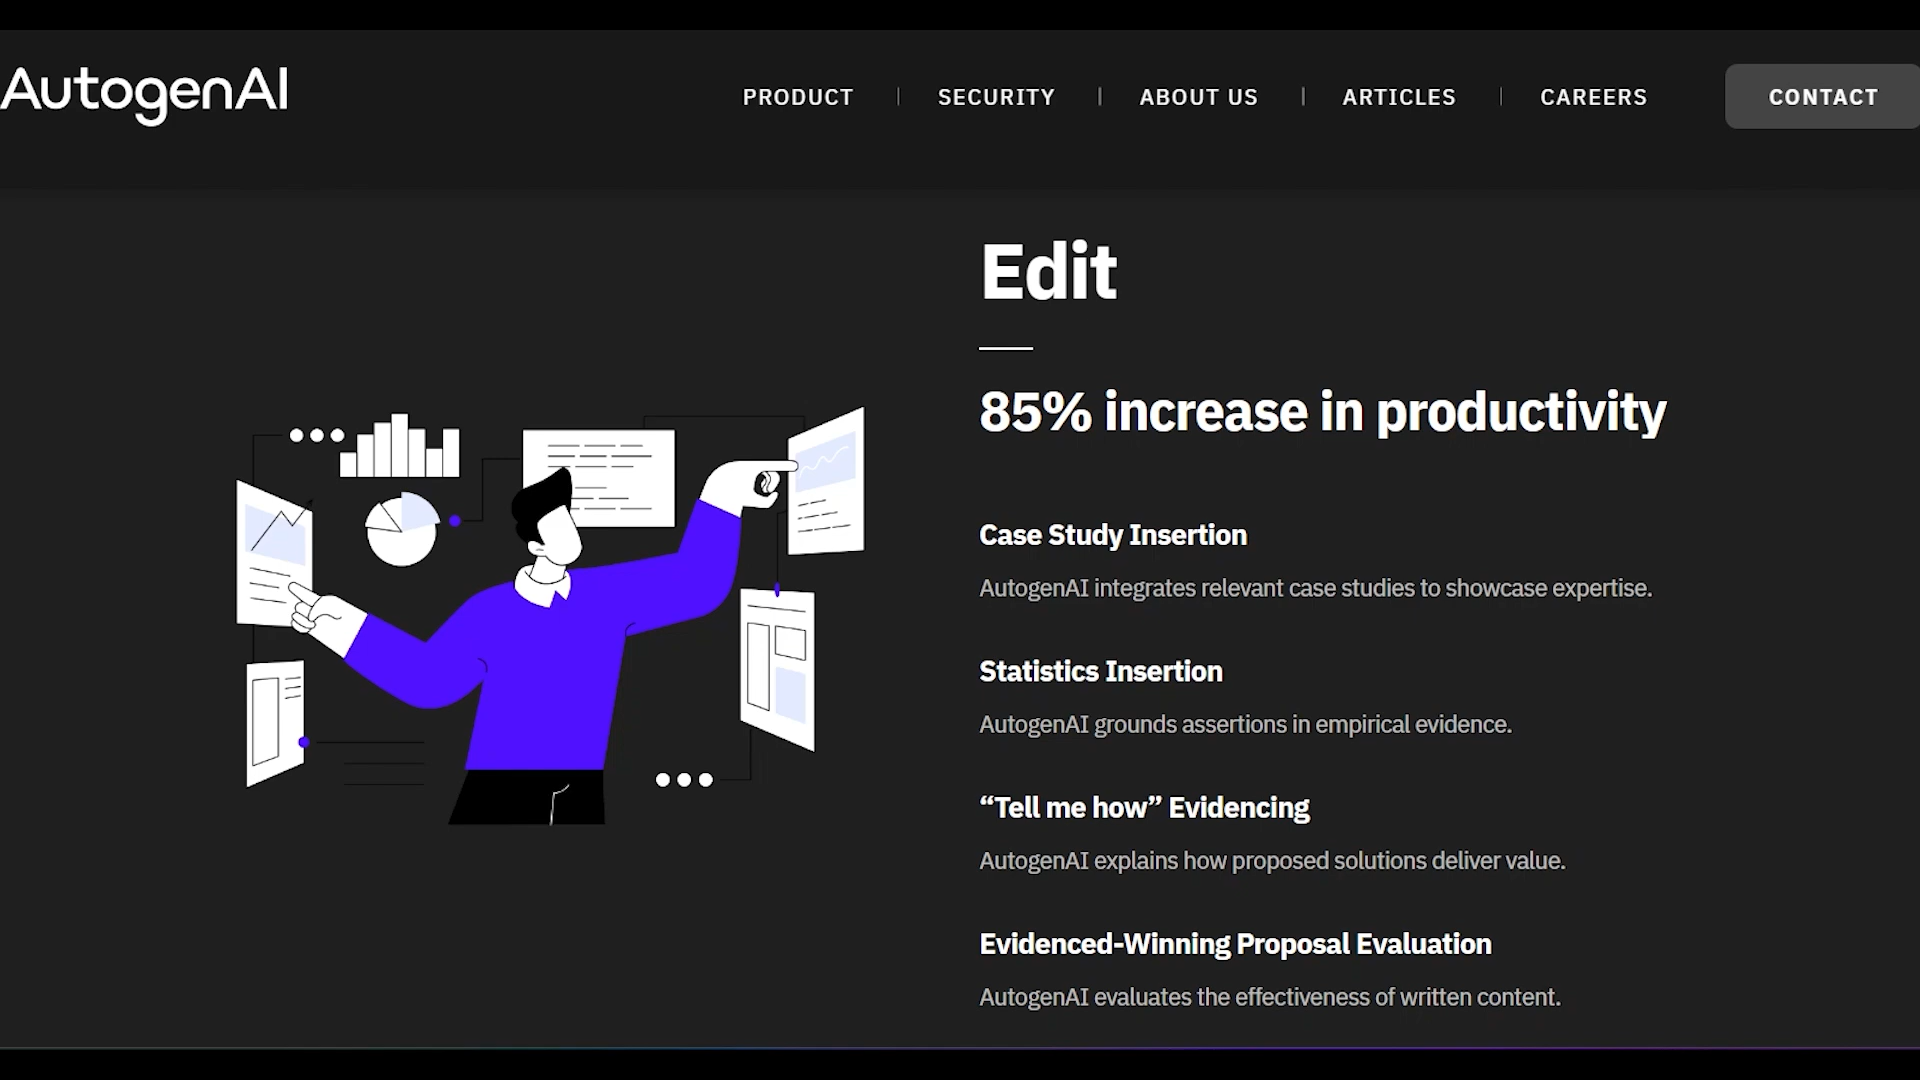 AutogenAI
PRODUCT | SECURITY | ABOUT US | ARTICLES | CAREERS
CONTACT
Edit
85% increase in productivity
Case Study Insertion
AutogenAI integrates relevant case studies to showcase expertise.
Statistics Insertion
AutogenAI grounds assertions in empirical evidence.
“Tell me how” Evidencing
AutogenAI explains how proposed solutions deliver value.
Evidenced-Winning Proposal Evaluation
AutogenAI evaluates the effectiveness of written content.